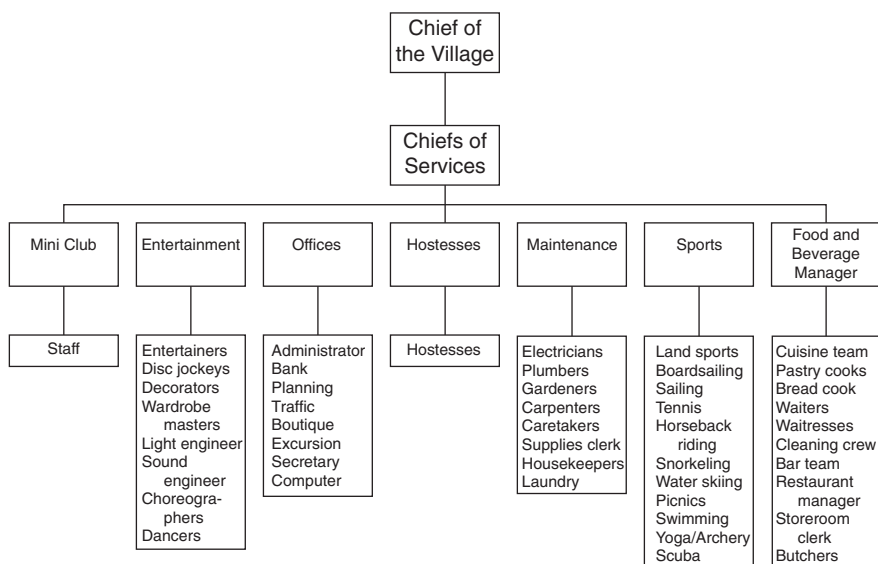 Chief of
the Village
Chiefs of
Services
Mini Club
Entertainment
Offices
Hostesses
Maintenance
Sports
Food and
Beverage
Manager
Staff
Entertainers
Disc jockeys
Decorators
Wardrobe
masters
Light engineer
Sound
engineer
Choreogra-
phers
Dancers
Administrator
Bank
Planning
Traffic
Boutique
Excursion
Secretary
Computer
Hostesses
Electricians
Plumbers
Gardeners
Carpenters
Caretakers
Supplies clerk
Housekeepers
Laundry
Land sports
Boardsailing
Sailing
Tennis
Horseback
riding
Snorkeling
Water skiing
Picnics
Swimming
Yoga/Archery
Scuba
Cuisine team
Pastry cooks
Bread cook
Waiters
Waitresses
Cleaning crew
Bar team
Restaurant
manager
Storeroom
clerk
Butchers